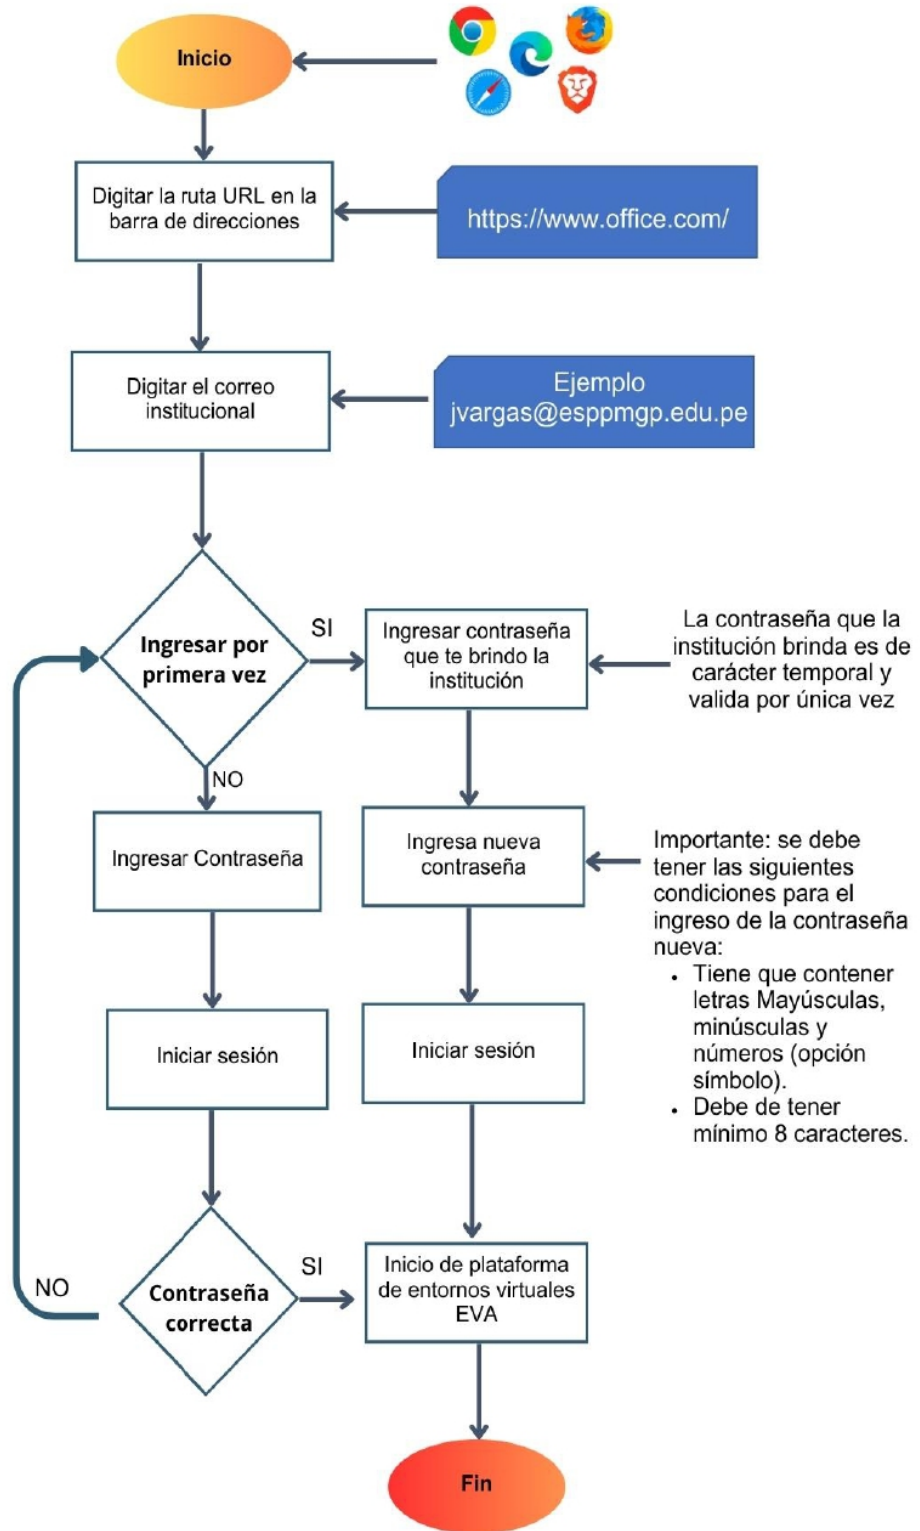 Inicio
Digitar la ruta URL en la
barra de direcciones
https://www.office.com/
Digitar el correo
institucional
Ejemplo
jvargas@esppmgp.edu.pe
Ingresar por
primera vez
SI
Ingresar contraseña
que te brindo la
institución
La contraseña que la
institución brinda es de
carácter temporal y
valida por única vez
NO
Ingresar Contraseña
Ingresa nueva
contraseña
Importante: se debe
tener las siguientes
condiciones para el
ingreso de la contraseña
nueva:
• Tiene que contener
letras Mayúsculas,
minúsculas y
números (opción
símbolo).
• Debe de tener
mínimo 8 caracteres.
Iniciar sesión
Iniciar sesión
Contraseña
correcta
NO
SI
Inicio de plataforma
de entornos virtuales
EVA
Fin